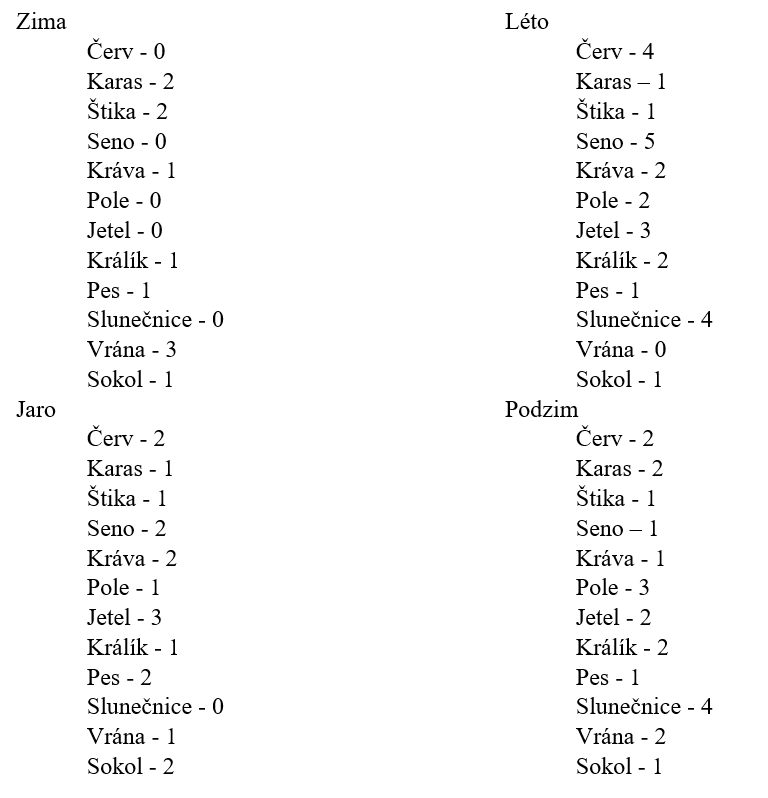 Zima
Červ - 0
Karas - 2
Štika - 2
Seno - 0
Kráva - 1
Pole - 0
Jetel - 0
Králík - 1
Pes - 1
Slunečnice - 0
Vrána - 3
Sokol - 1
Jaro
Červ - 2
Karas - 1
Štika - 1
Seno - 2
Kráva - 2
Pole - 1
Jetel - 3
Králík - 1
Pes - 2
Slunečnice - 0
Vrána - 1
Sokol - 2
Léto
Červ - 4
Karas – 1
Štika - 1
Seno - 5
Kráva - 2
Pole - 2
Jetel - 3
Králík - 2
Pes - 1
Slunečnice - 4
Vrána - 0
Sokol - 1
Podzim
Červ - 2
Karas - 2
Štika - 1
Seno – 1
Kráva - 1
Pole - 3
Jetel - 2
Králík - 2
Pes - 1
Slunečnice - 4
Vrána - 2
Sokol - 1